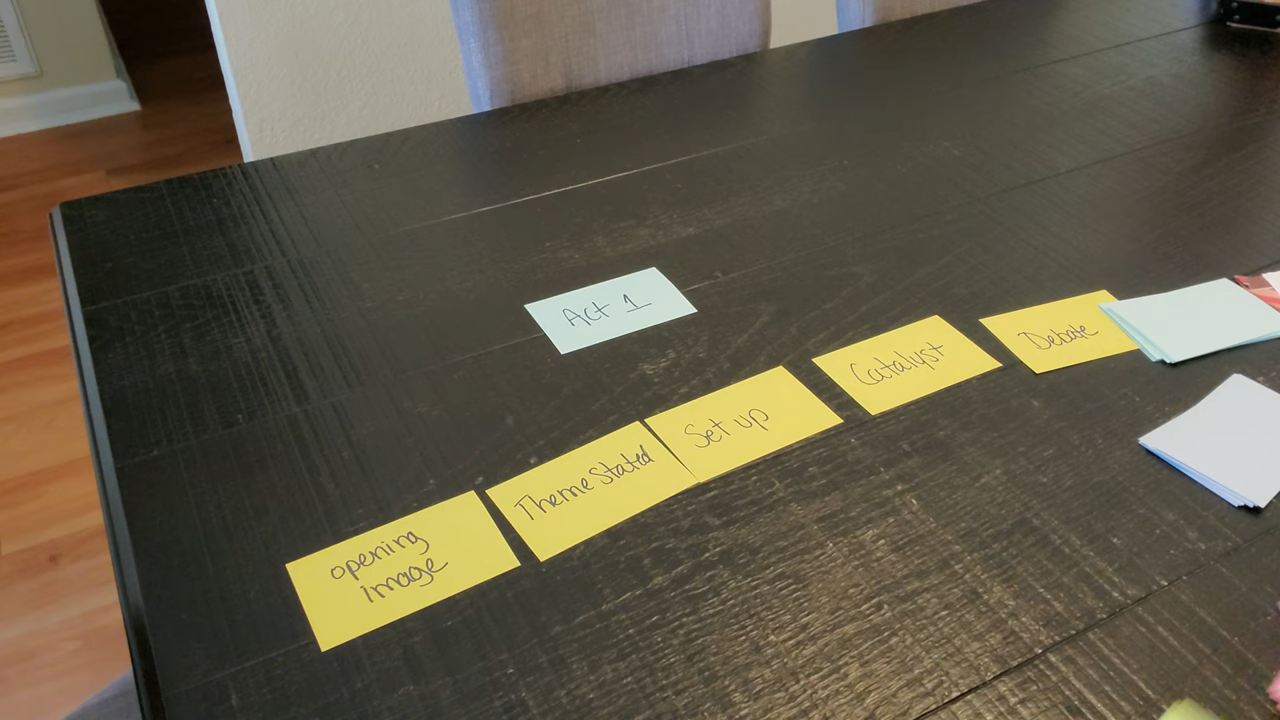 Act 1
opening
image
Theme Stated
Set up
Catalyst
Debate